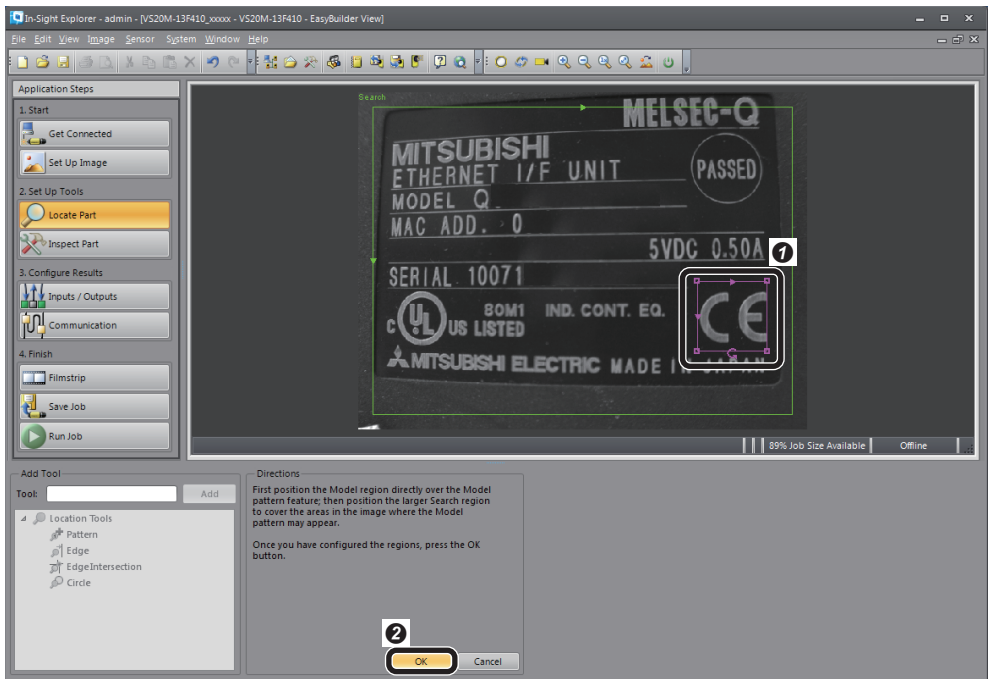 In-Sight Explorer - admin - [VS20M-13F410_xxxxx - VS20M-13F410 - EasyBuilder View]
File Edit View Image Sensor System Window Help
Application Steps
1. Start
Get Connected
Set Up Image
2. Set Up Tools
Locate Part
Inspect Part
3. Configure Results
Inputs / Outputs
Communication
4. Finish
Filmstrip
Save Job
Run Job
Search
MELSEC-Q
MITSUBISHI
ETHERNET I/F UNIT
PASSED
MODEL Q
MAC ADD. 0
5VDC 0.50A
1
SERIAL 10071
C UL US LISTED
80M1 IND. CONT. EQ.
CE
MITSUBISHI ELECTRIC MADE IN JAPAN
89% Job Size Available Offline
Add Tool
Tool: Add
Location Tools
Pattern
Edge
EdgeIntersection
Circle
Directions
First position the Model region directly over the Model
pattern feature; then position the larger Search region
to cover the areas in the image where the Model
pattern may appear.
Once you have configured the regions, press the OK
button.
2
OK Cancel